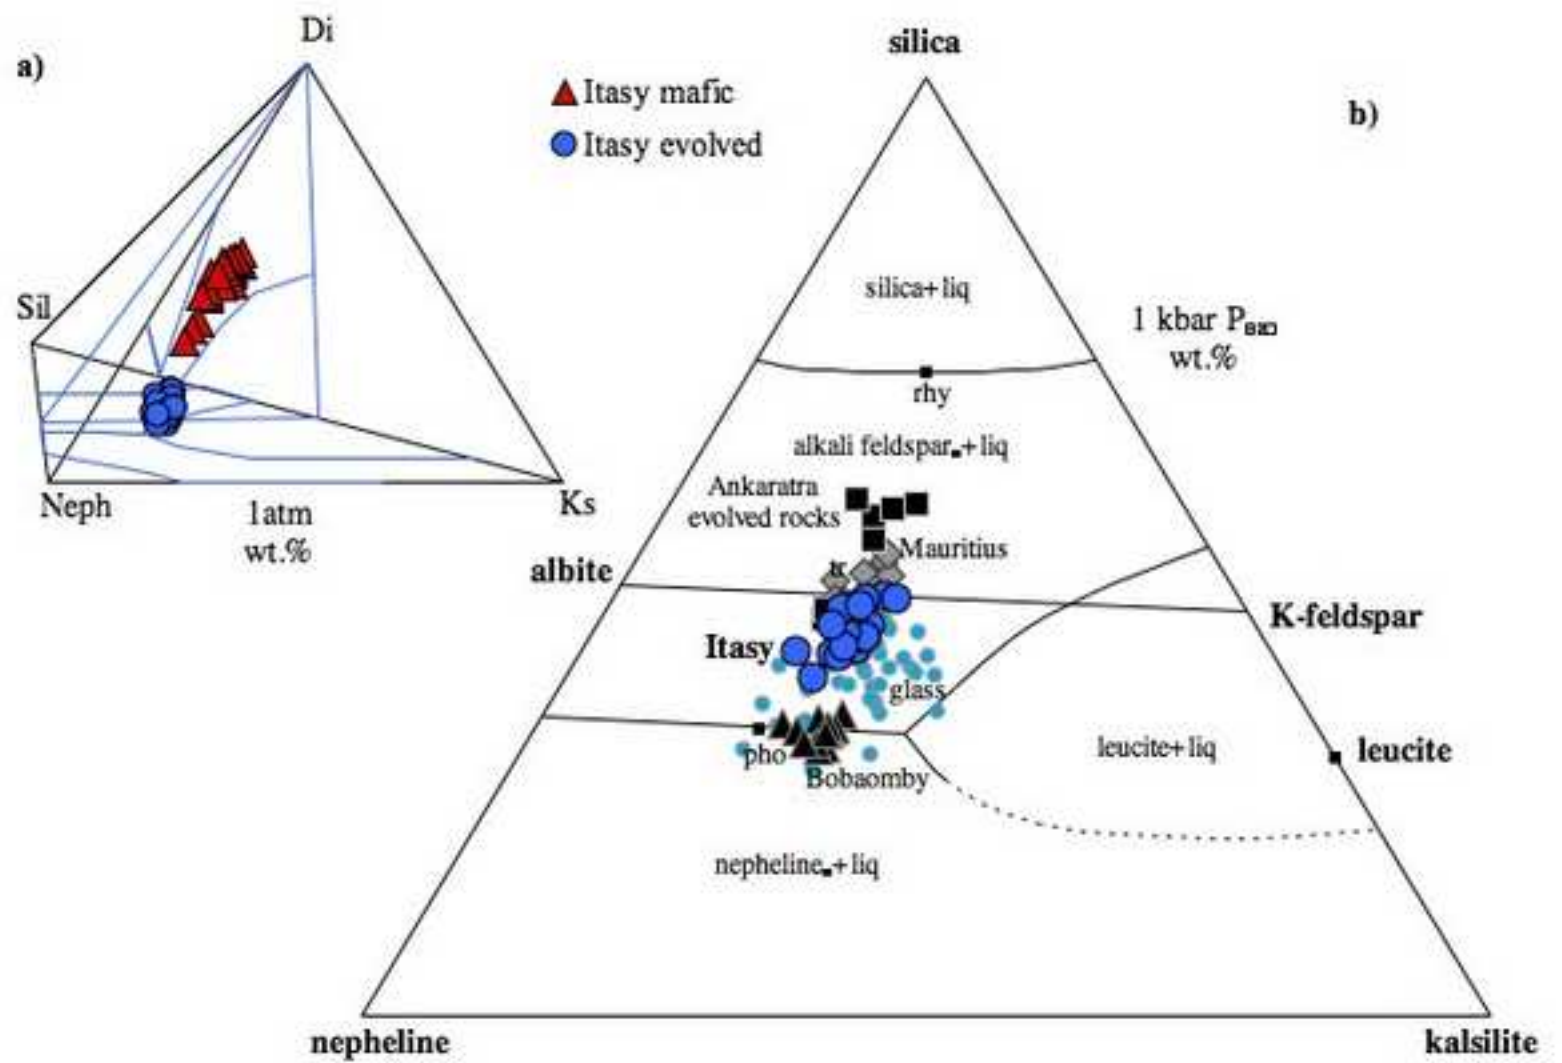 a)
Di
Sil
Neph
Ks
1atm
wt.%
Itasy mafic
Itasy evolved
b)
silica
silica+liq
1 kbar P
wt.%
rhy
alkali feldspar +liq
Ankaratra
evolved rocks
Mauritius
tr
albite
K-feldspar
Itasy
glass
pho
Bobaomby
leucite+liq
leucite
nepheline +liq
nepheline
kalsilite